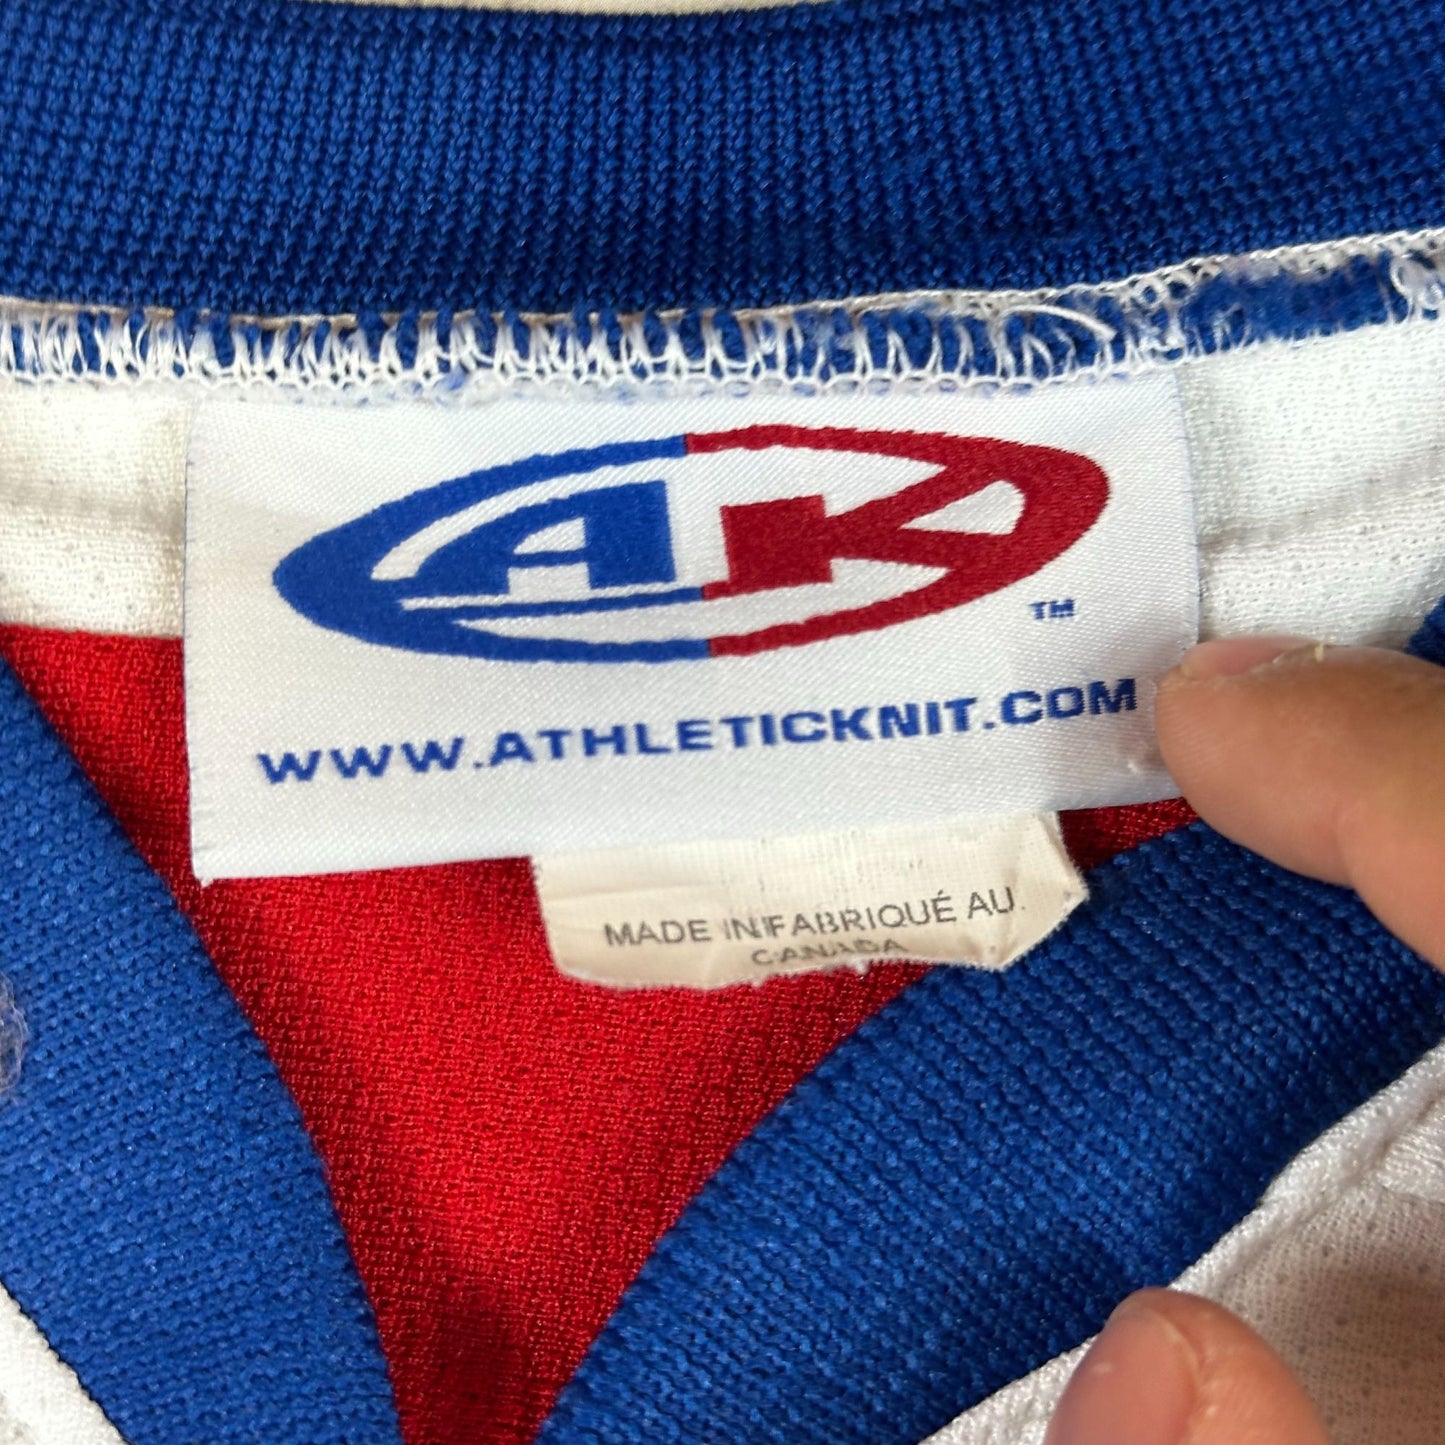 AK
TM
WWW.ATHLETICKNIT.COM
MADE IN/FABRIQUÉ AU.
CANADA